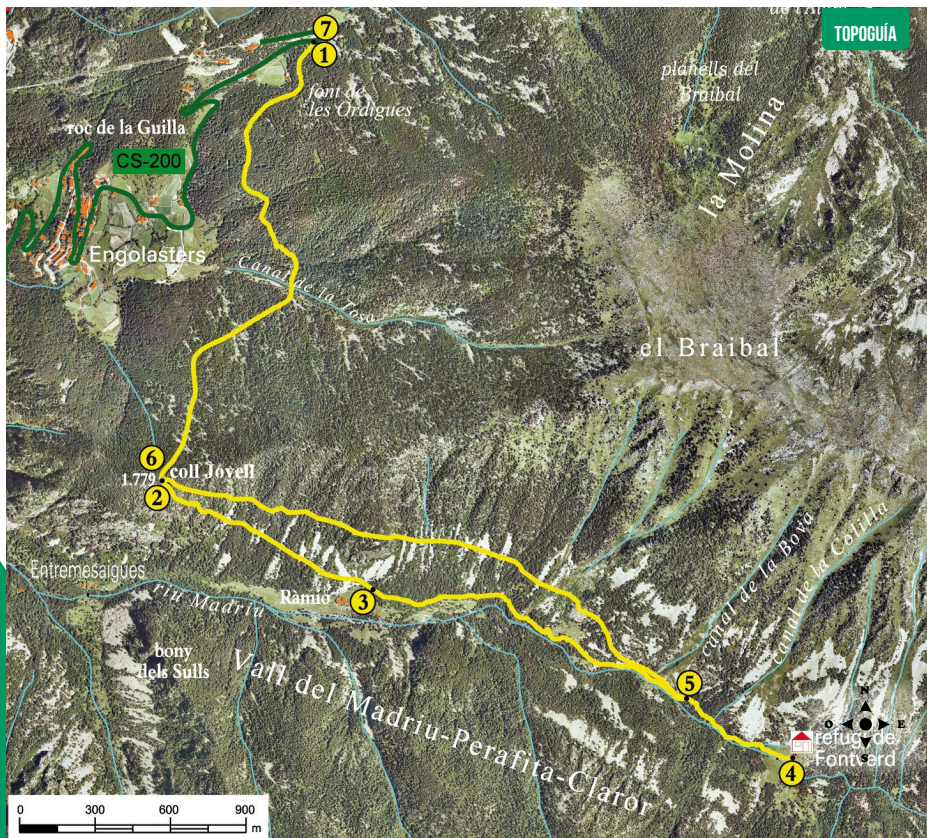 TOPOGUÍA
7
1
font de
les Ordigues
planells del
Braibal
la Molina
roc de la Guilla
CS-200
Engolasters
Canal de la Tosa
el Braibal
6
1.779
coll Jovell
2
Entremesaigües
riu Madriu
Ràmio
3
canal de la Bova
Canal de la Colilla
bony
dels Sulls
Vall del Madriu-Perafita-Claror
5
N
O
E
S
refugi de
Fontverd
4
0
300
600
900
m